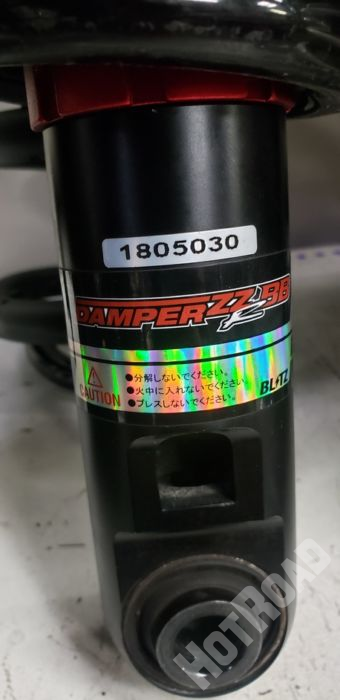 1805030
DAMPER ZZ-R BB
CAUTION
●分解しないでください。
●火中に入れないでください
●プレスしないでください。
BLITZ
HOTROAD